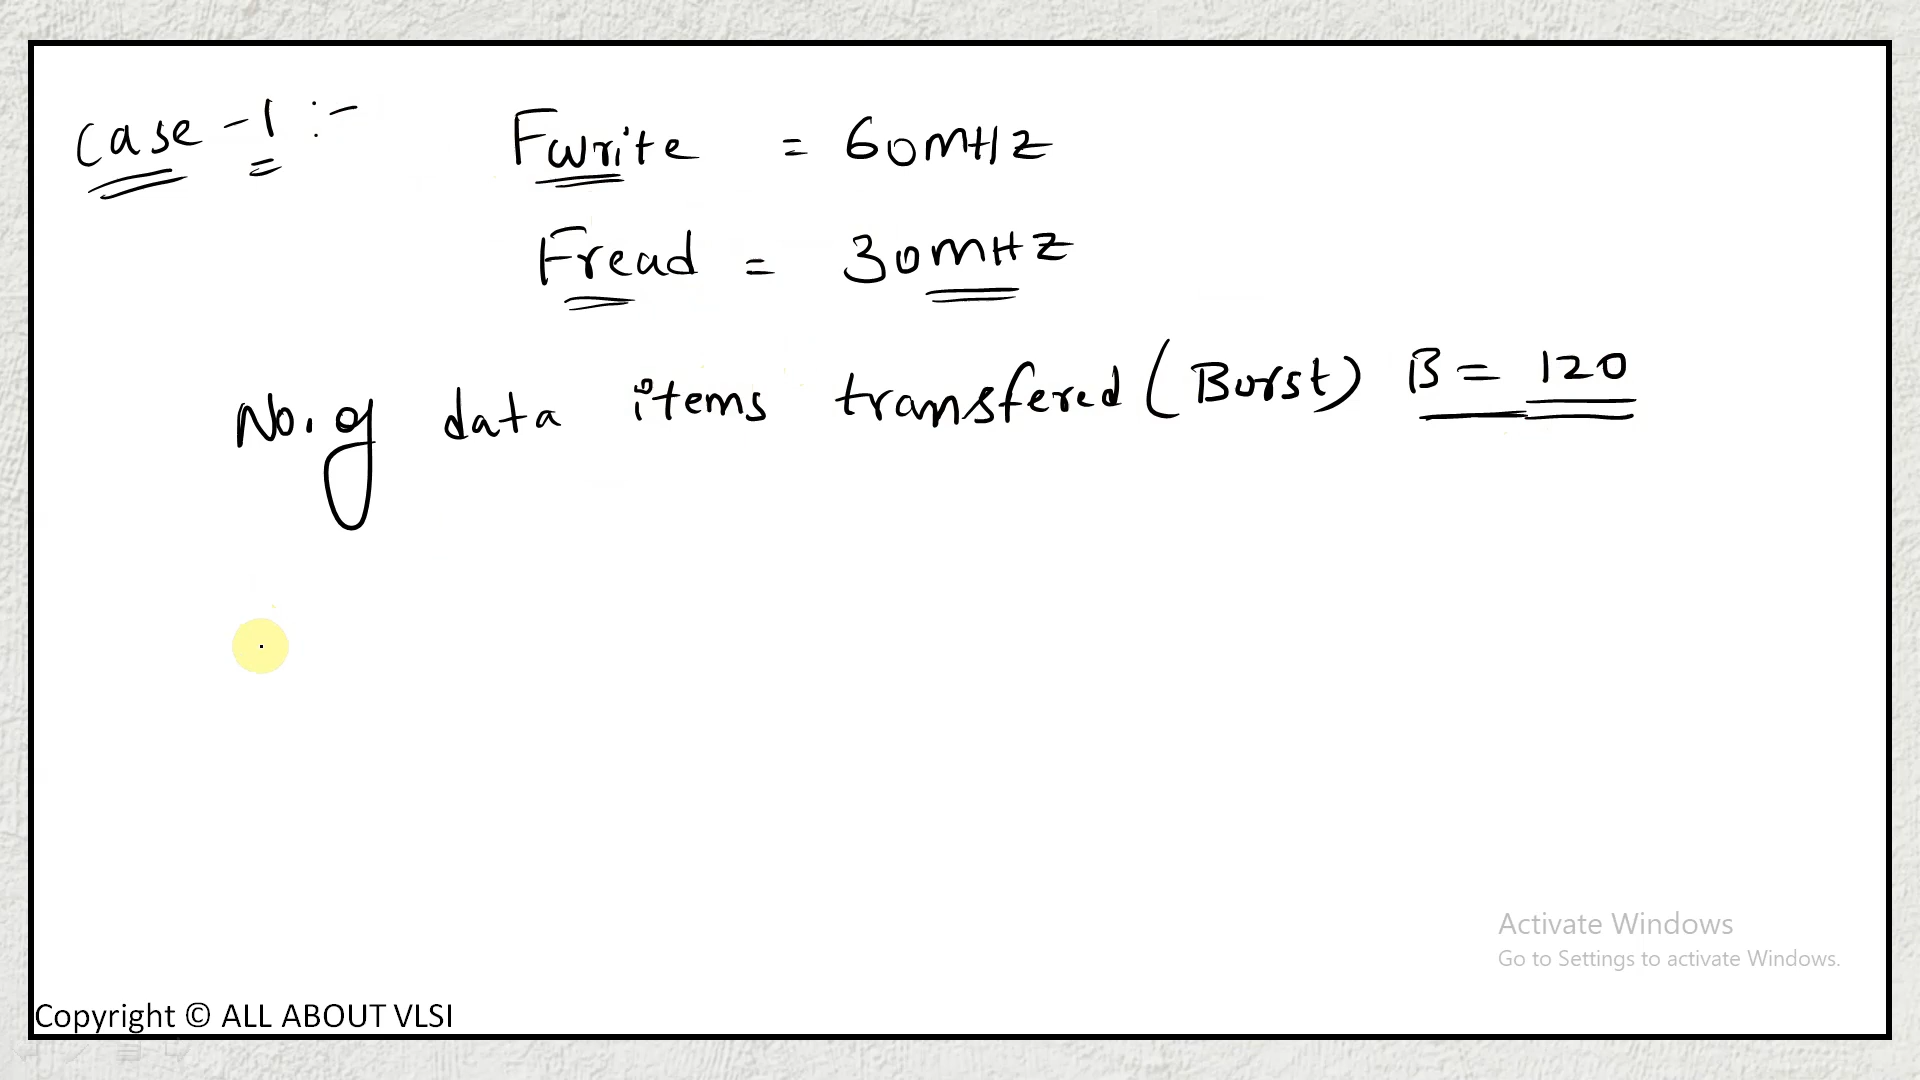 case -1 :-
Fwrite = 60MHZ
Fread = 30MHZ
No. of data items transfered (Burst) B = 120
Activate Windows
Go to Settings to activate Windows.
Copyright © ALL ABOUT VLSI